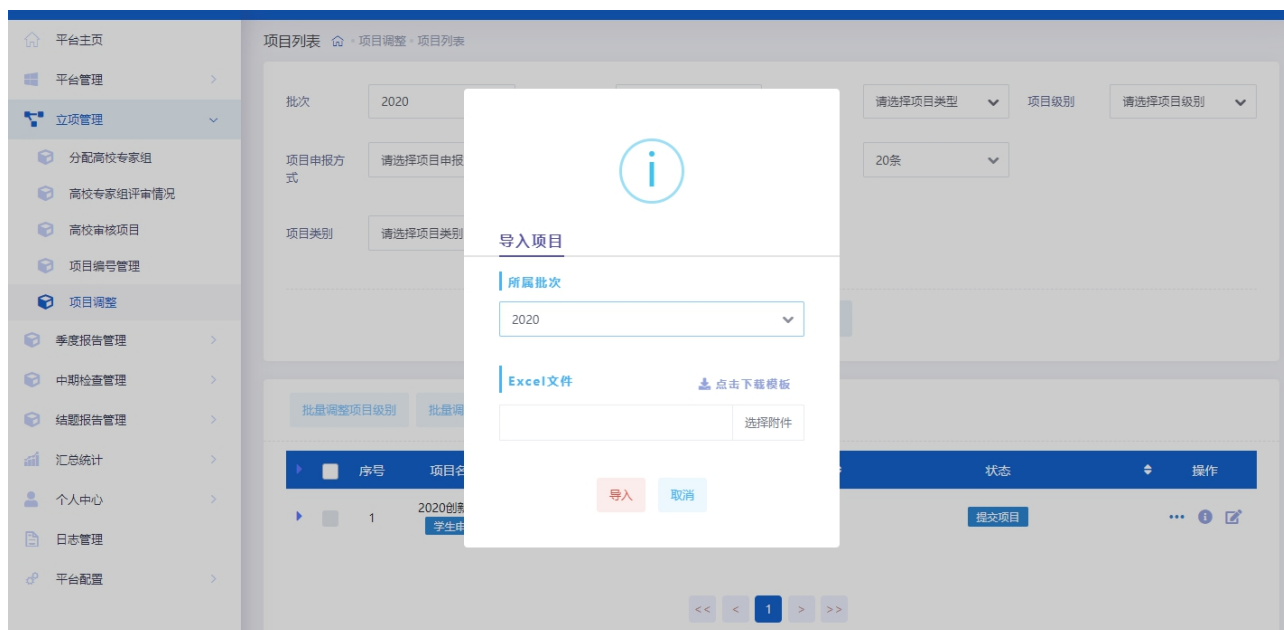 平台主页
平台管理
立项管理
分配高校专家组
高校专家组评审情况
高校审核项目
项目编号管理
项目调整
季度报告管理
中期检查管理
结题报告管理
汇总统计
个人中心
日志管理
平台配置
项目列表 项目调整 项目列表
批次 2020 请选择项目类型 项目级别 请选择项目级别
项目申报方式 请选择项目申报 20条
项目类别 请选择项目类别
导入项目
所属批次
2020
Excel文件 点击下载模板
选择附件
导入 取消
批量调整项目级别 批量调
序号 项目名 状态 操作
1 2020创新 提交项目
学生申
<< < 1 > >>